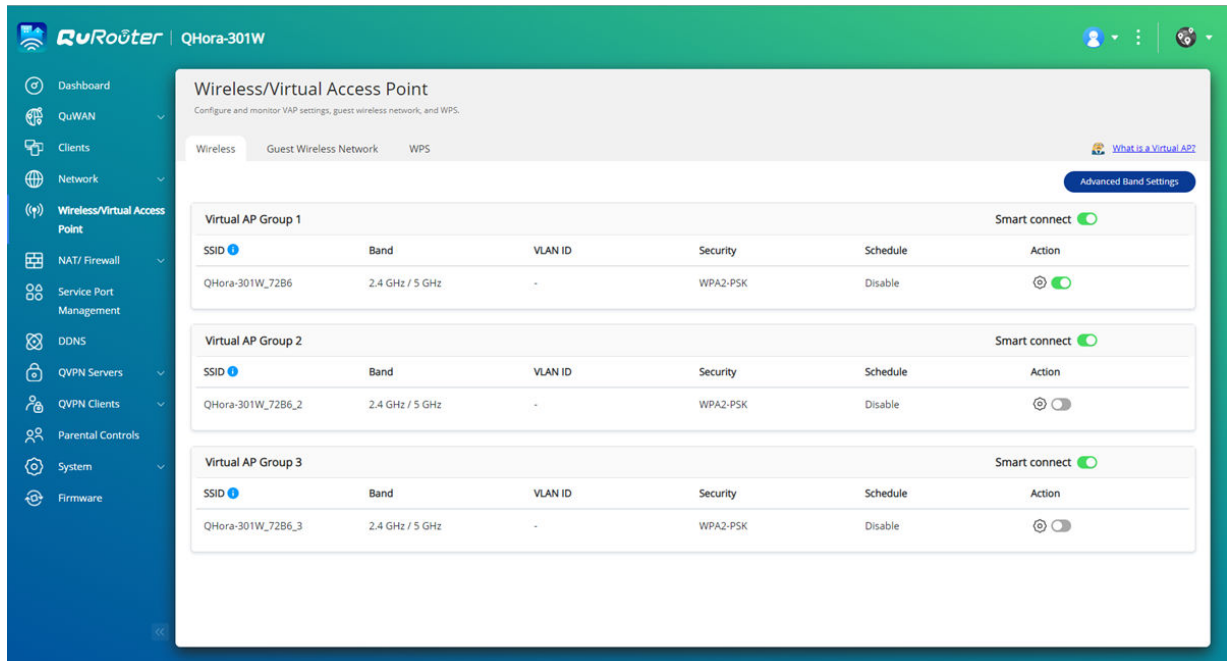 QuRoûter | QHora-301W
Dashboard
QuWAN
Clients
Network
Wireless/Virtual Access
Point
NAT/ Firewall
Service Port
Management
DDNS
QVPN Servers
QVPN Clients
Parental Controls
System
Firmware
Wireless/Virtual Access Point
Configure and monitor VAP settings, guest wireless network, and WPS.
Wireless Guest Wireless Network WPS What is a Virtual AP?
Advanced Band Settings
Virtual AP Group 1 Smart connect
SSID Band VLAN ID Security Schedule Action
QHora-301W_72B6 2.4 GHz / 5 GHz - WPA2-PSK Disable
Virtual AP Group 2 Smart connect
SSID Band VLAN ID Security Schedule Action
QHora-301W_72B6_2 2.4 GHz / 5 GHz - WPA2-PSK Disable
Virtual AP Group 3 Smart connect
SSID Band VLAN ID Security Schedule Action
QHora-301W_72B6_3 2.4 GHz / 5 GHz - WPA2-PSK Disable